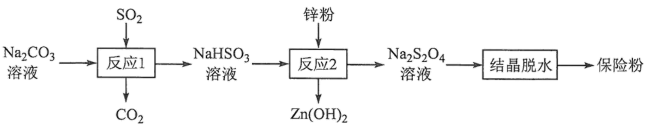 SO₂
锌粉
Na₂CO₃
溶液
反应1
NaHSO₃
溶液
反应2
Na₂S₂O₄
溶液
结晶脱水
保险粉
CO₂
Zn(OH)₂